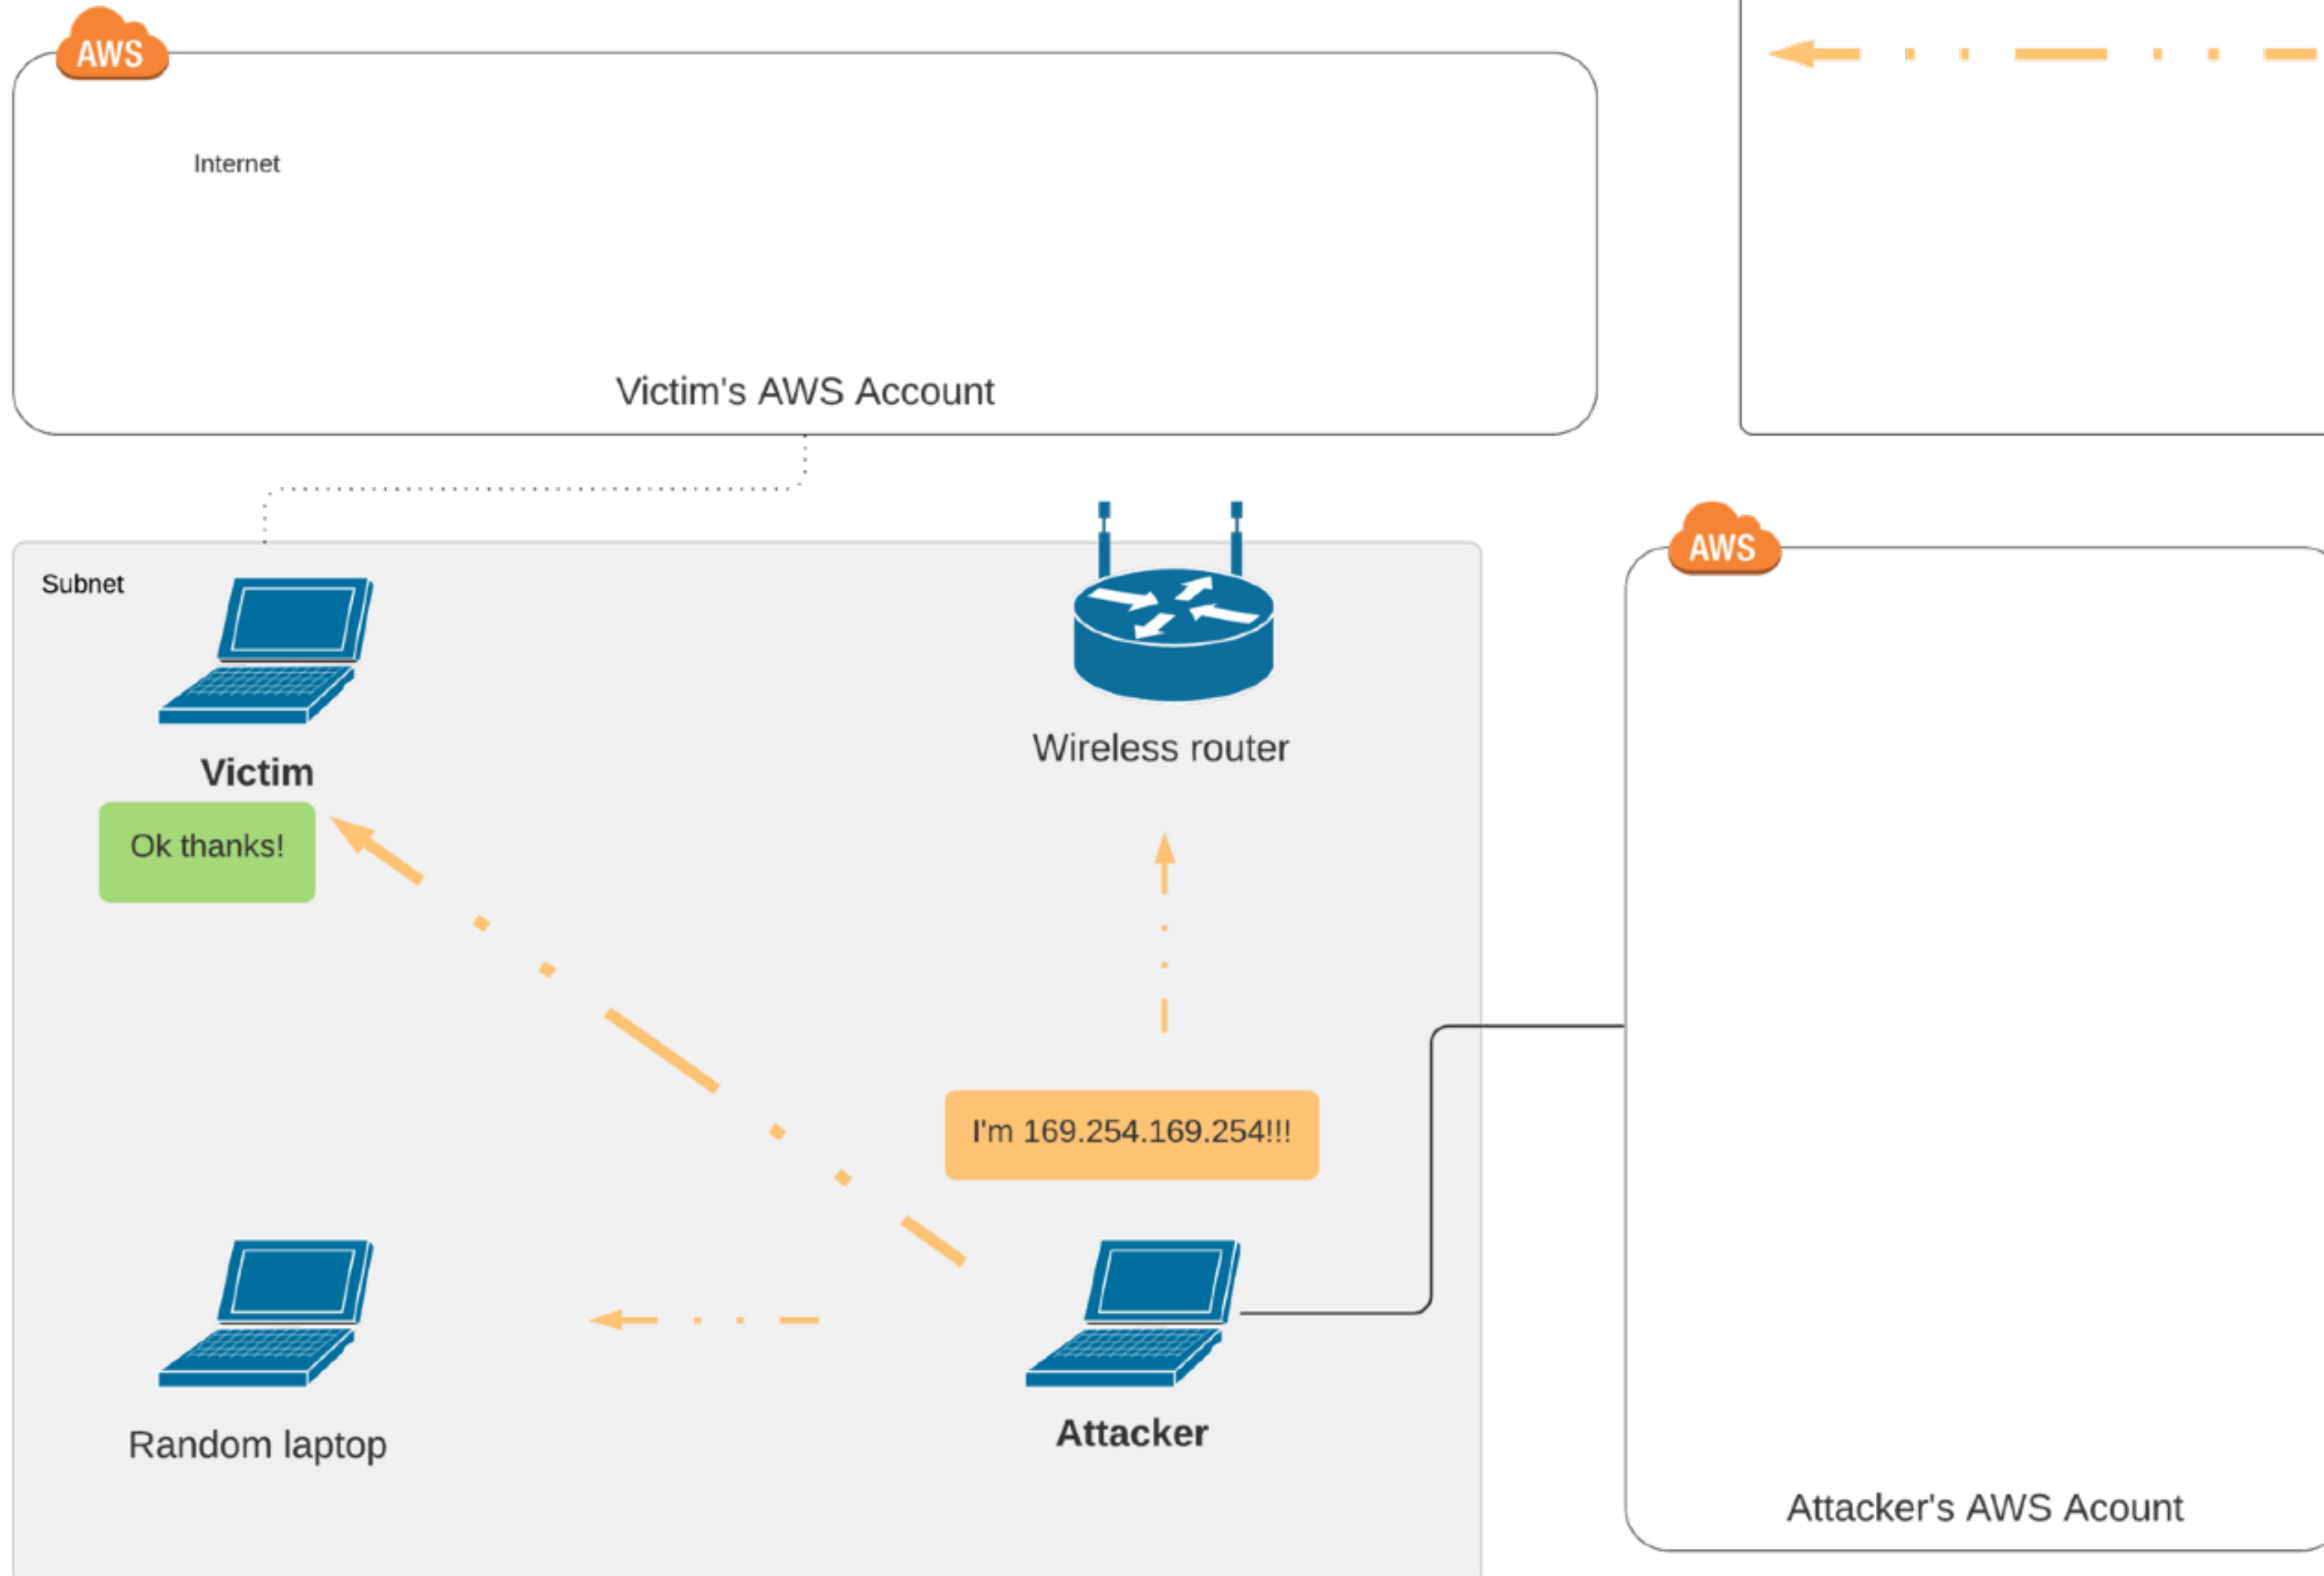 AWS
Internet
Victim's AWS Account
Subnet
AWS
Wireless router
Victim
Ok thanks!
I'm 169.254.169.254!!!
Random laptop
Attacker
Attacker's AWS Acount